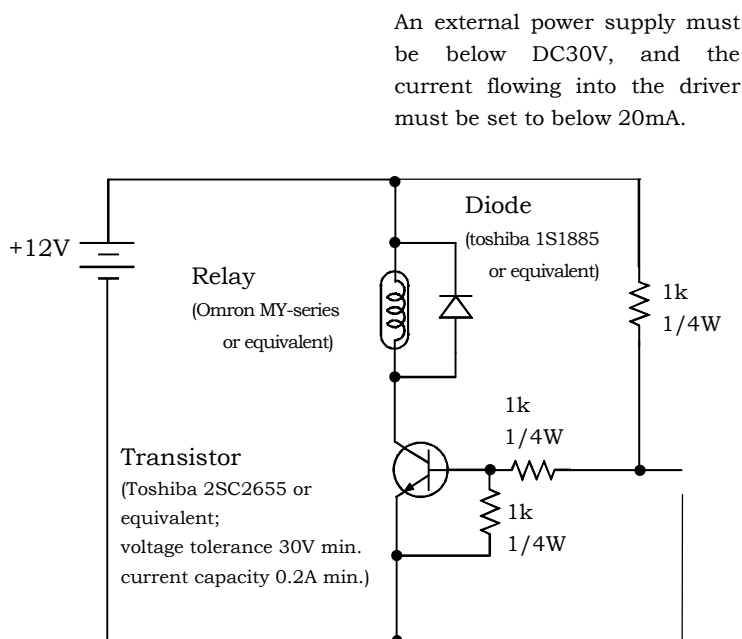 An external power supply must
be below DC30V, and the
current flowing into the driver
must be set to below 20mA.
Diode
(toshiba 1S1885
or equivalent)
+12V
Relay
(Omron MY-series
or equivalent)
1k
1/4W
1k
1/4W
Transistor
(Toshiba 2SC2655 or
equivalent;
voltage tolerance 30V min.
current capacity 0.2A min.)
1k
1/4W